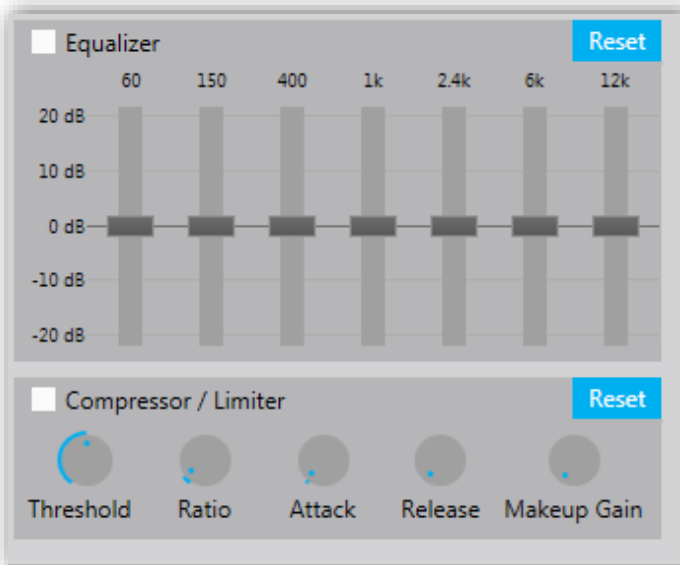 Equalizer Reset
60 150 400 1k 2.4k 6k 12k
20 dB
10 dB
0 dB
-10 dB
-20 dB
Compressor / Limiter Reset
Threshold Ratio Attack Release Makeup Gain